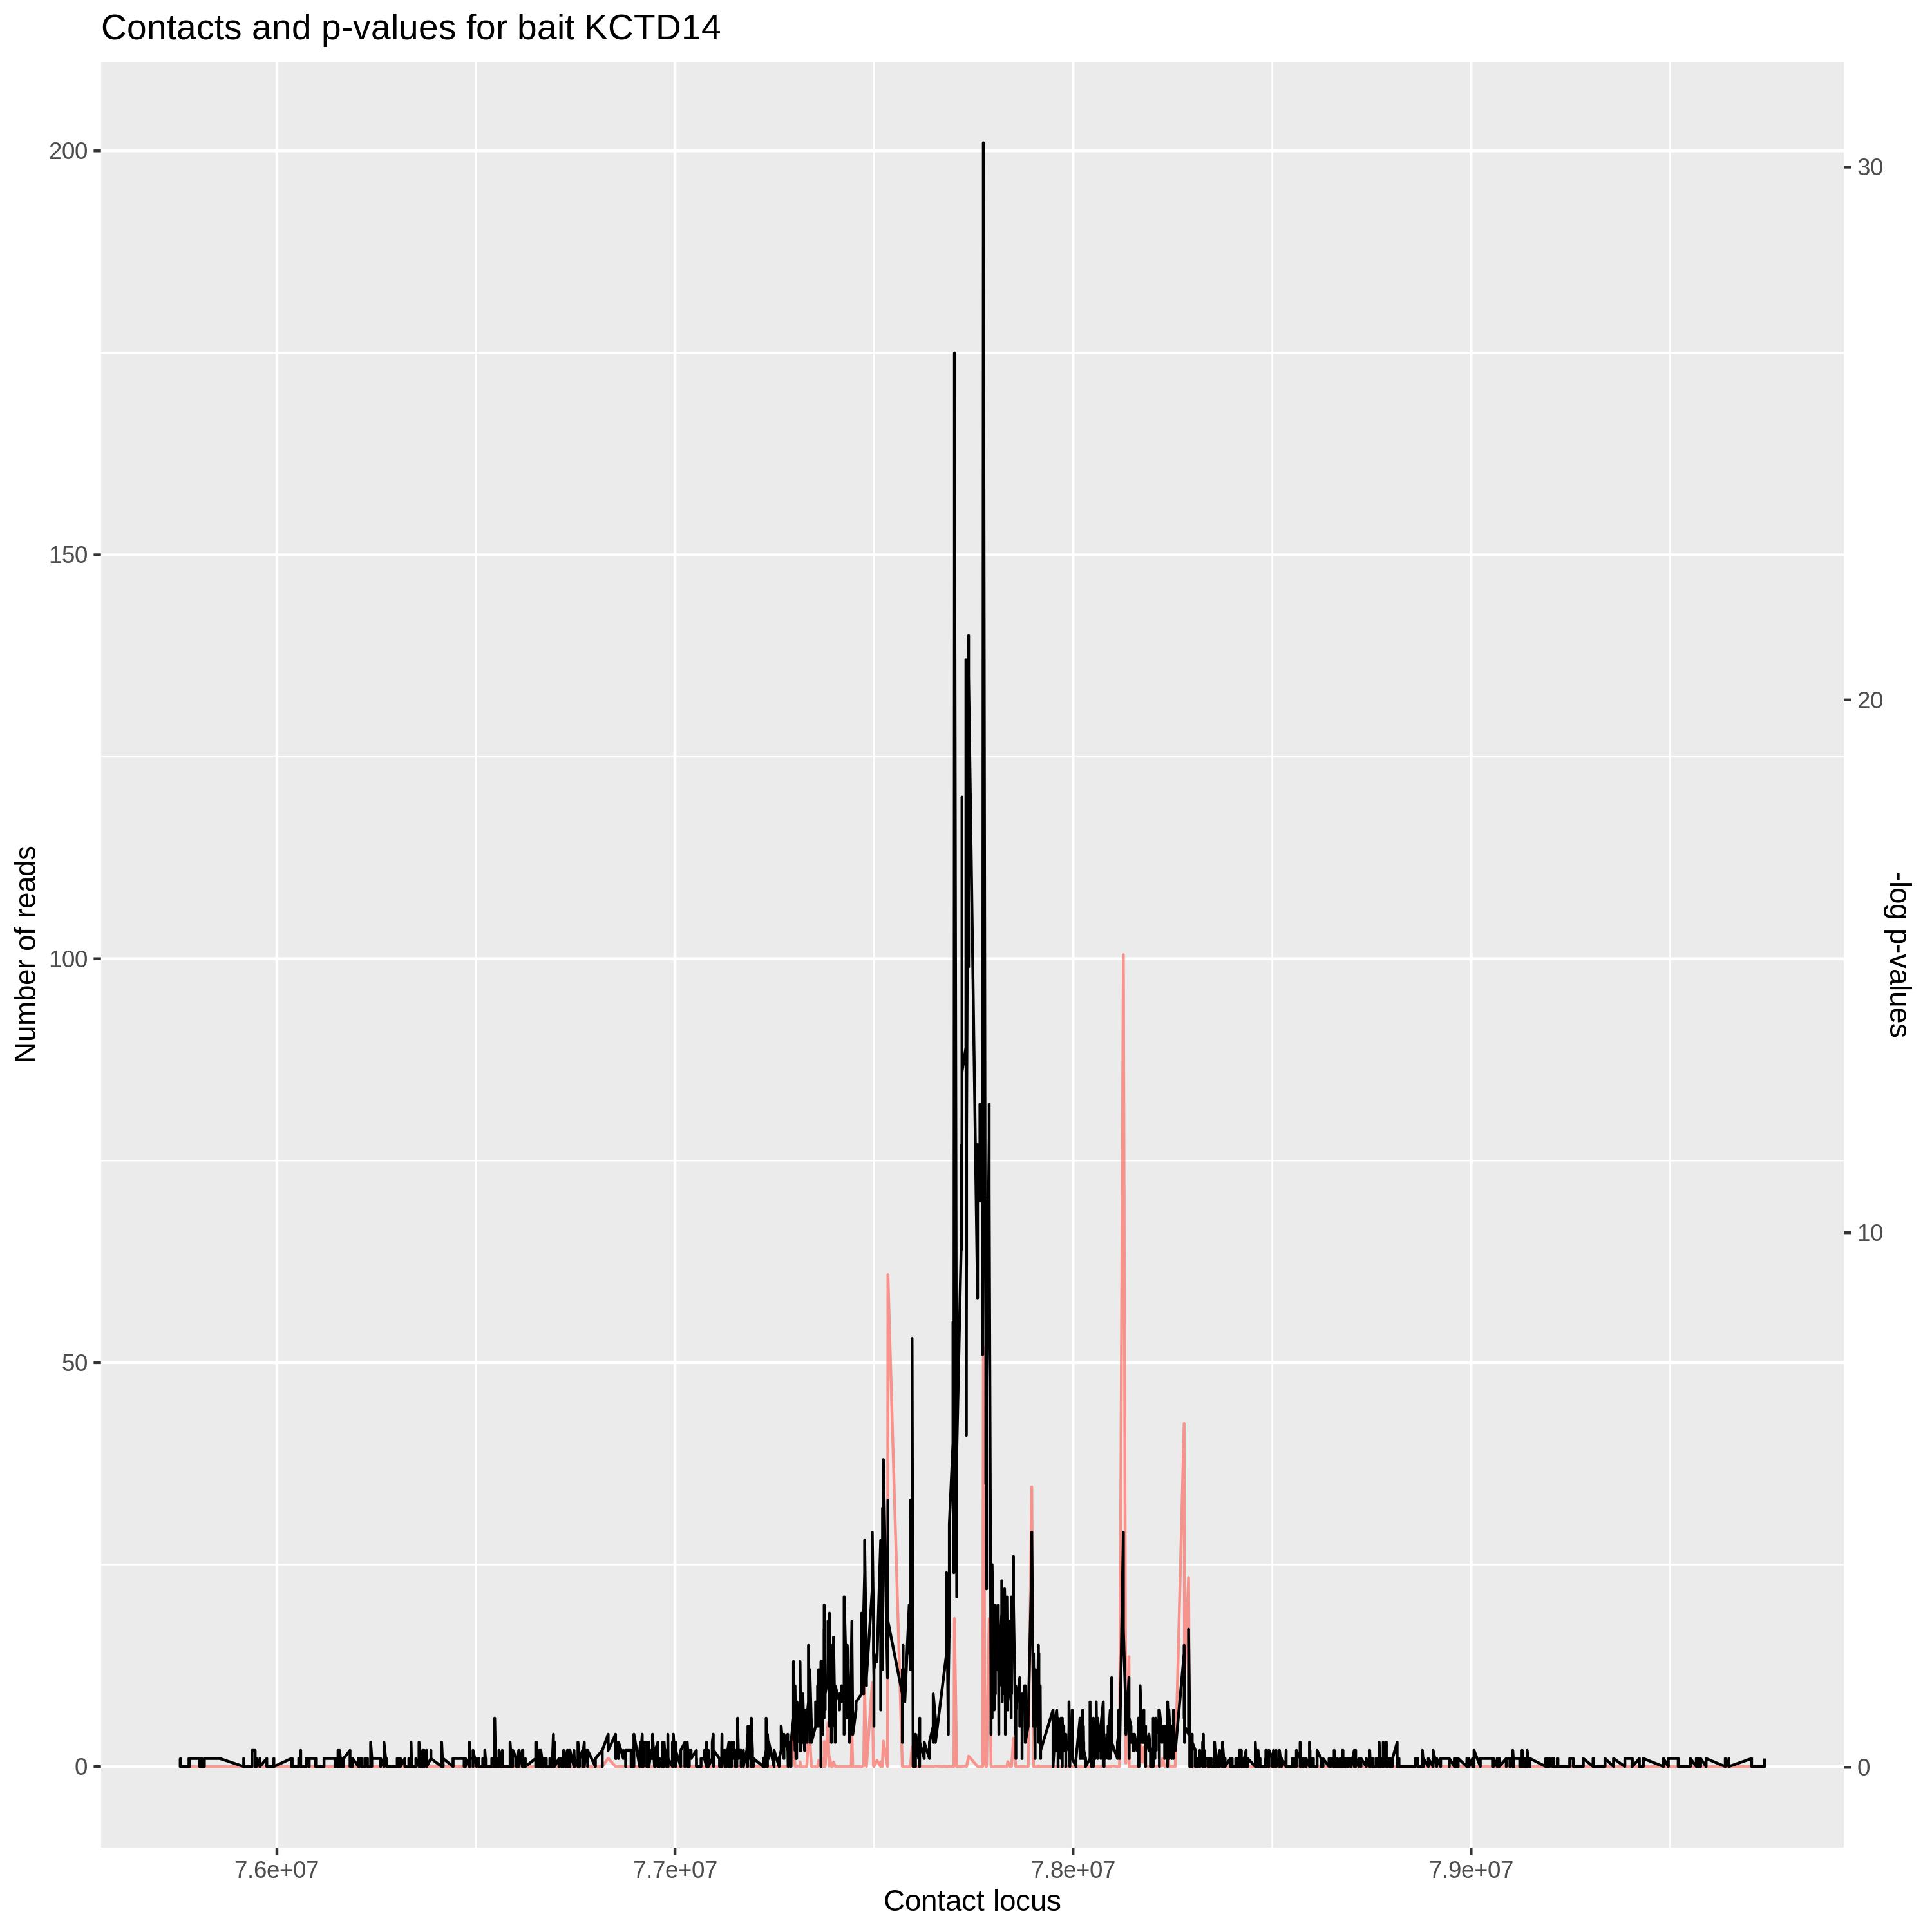 Contacts and p-values for bait KCTD14
200
150
100
50
0
30
20
10
0
Number of reads
-log p-values
7.6e+07
7.7e+07
7.8e+07
7.9e+07
Contact locus